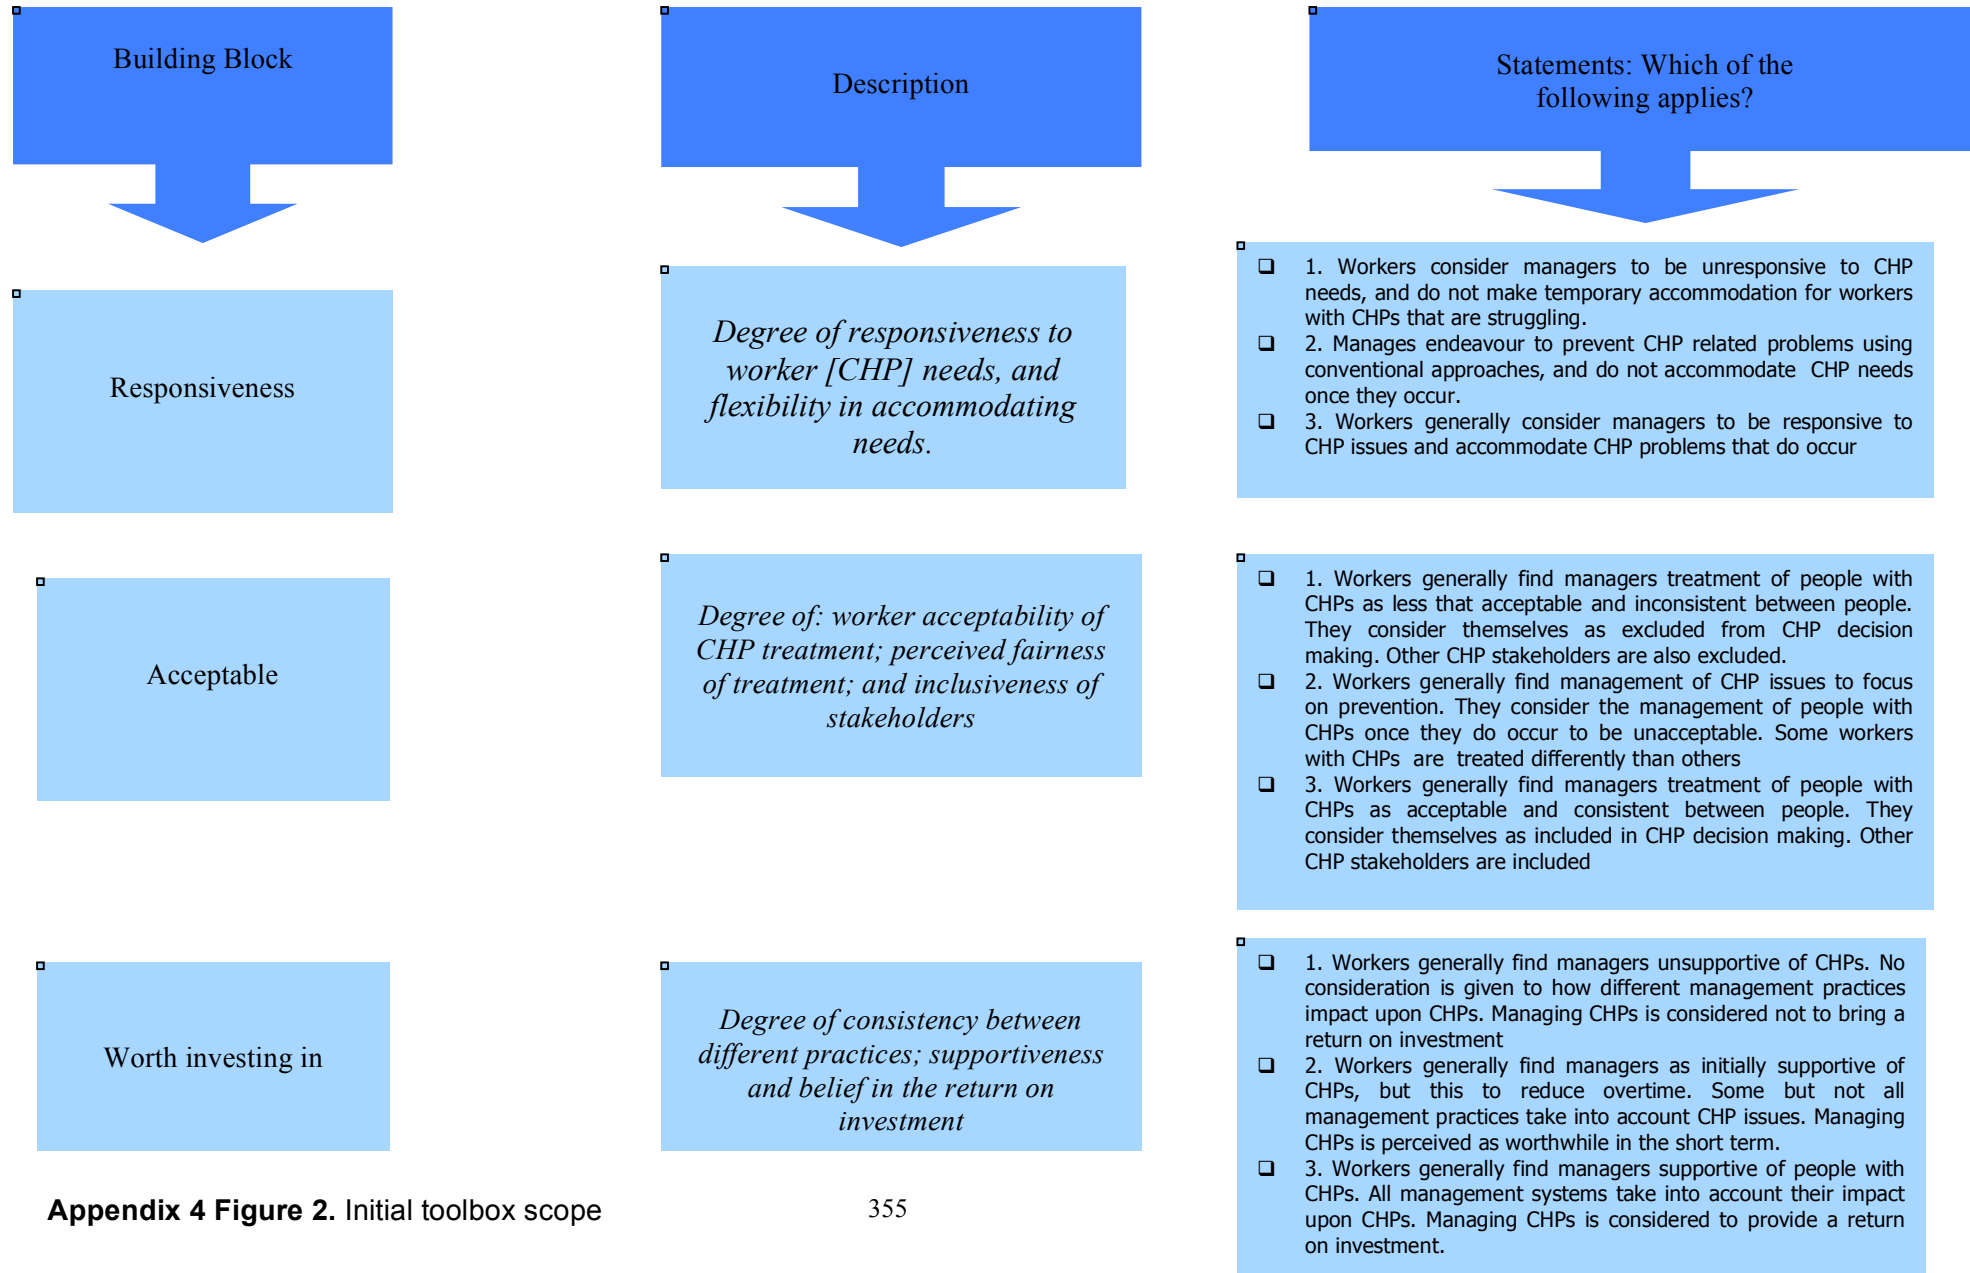 Building Block
Description
Statements: Which of the
following applies?
Responsiveness
Degree of responsiveness to
worker [CHP] needs, and
flexibility in accommodating
needs.
1. Workers consider managers to be unresponsive to CHP
needs, and do not make temporary accommodation for workers
with CHPs that are struggling.
2. Manages endeavour to prevent CHP related problems using
conventional approaches, and do not accommodate CHP needs
once they occur.
3. Workers generally consider managers to be responsive to
CHP issues and accommodate CHP problems that do occur
Acceptable
Degree of: worker acceptability of
CHP treatment; perceived fairness
of treatment; and inclusiveness of
stakeholders
1. Workers generally find managers treatment of people with
CHPs as less that acceptable and inconsistent between people.
They consider themselves as excluded from CHP decision
making. Other CHP stakeholders are also excluded.
2. Workers generally find management of CHP issues to focus
on prevention. They consider the management of people with
CHPs once they do occur to be unacceptable. Some workers
with CHPs are treated differently than others
3. Workers generally find managers treatment of people with
CHPs as acceptable and consistent between people. They
consider themselves as included in CHP decision making. Other
CHP stakeholders are included
Worth investing in
Degree of consistency between
different practices; supportiveness
and belief in the return on
investment
1. Workers generally find managers unsupportive of CHPs. No
consideration is given to how different management practices
impact upon CHPs. Managing CHPs is considered not to bring a
return on investment
2. Workers generally find managers as initially supportive of
CHPs, but this to reduce overtime. Some but not all
management practices take into account CHP issues. Managing
CHPs is perceived as worthwhile in the short term.
3. Workers generally find managers supportive of people with
CHPs. All management systems take into account their impact
upon CHPs. Managing CHPs is considered to provide a return
on investment.
Appendix 4 Figure 2. Initial toolbox scope
355